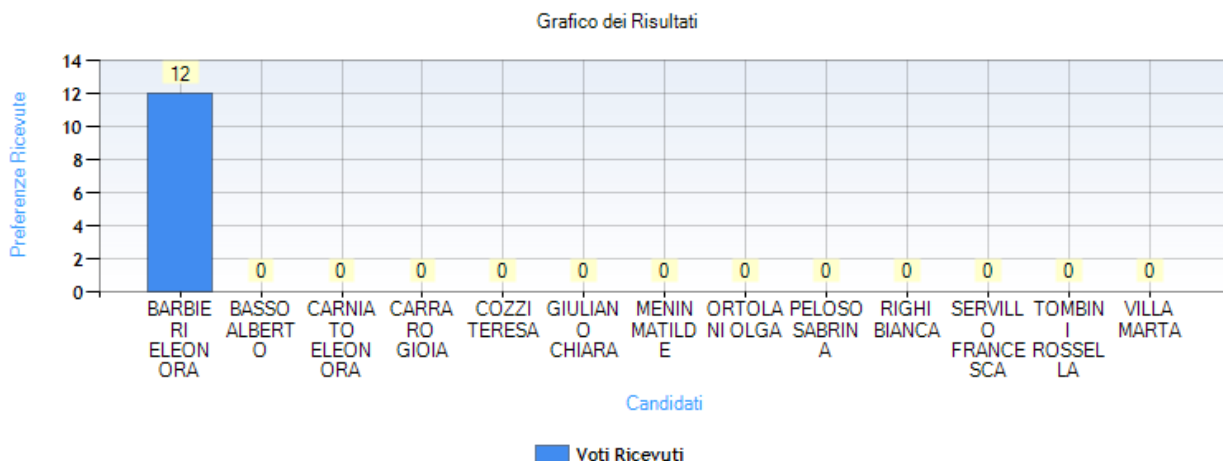 Grafico dei Risultati
Preferenze Ricevute
14
12
10
8
6
4
2
0
12
0
0
0
0
0
0
0
0
0
0
0
0
BARBIE
RI
ELEON
ORA
BASSO
ALBERT
O
CARNIA
TO
ELEON
ORA
CARRA
RO
GIOIA
COZZI
TERESA
GIULIAN
O
CHIARA
MENIN
MATILD
E
ORTOLA
NI OLGA
PELOSO
SABRIN
A
RIGHI
BIANCA
SERVILL
O
FRANCE
SCA
TOMBIN
I
ROSSEL
LA
VILLA
MARTA
Candidati
Voti Ricevuti